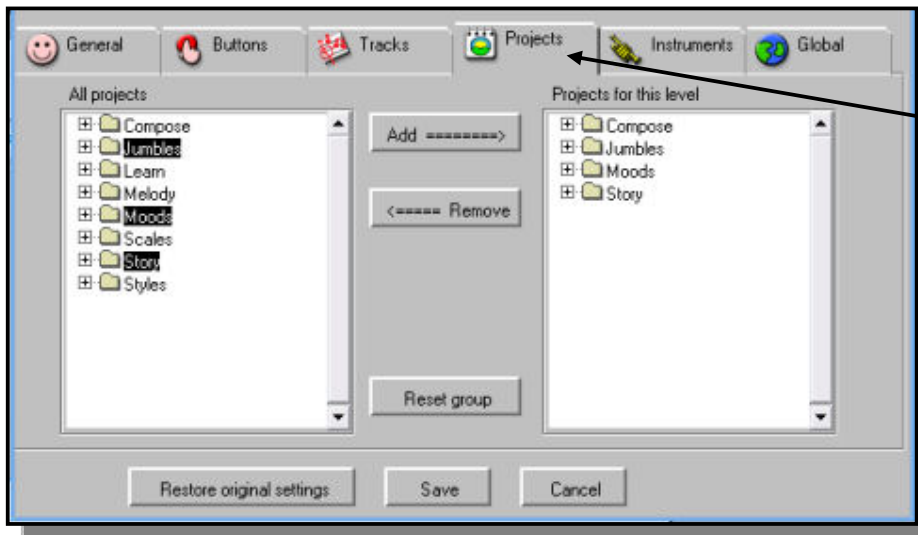 General Buttons Tracks Projects Instruments Global
All projects
Compose
Jumbles
Learn
Melody
Moods
Scales
Story
Styles
Add ========>
<===== Remove
Reset group
Projects for this level
Compose
Jumbles
Moods
Story
Restore original settings Save Cancel